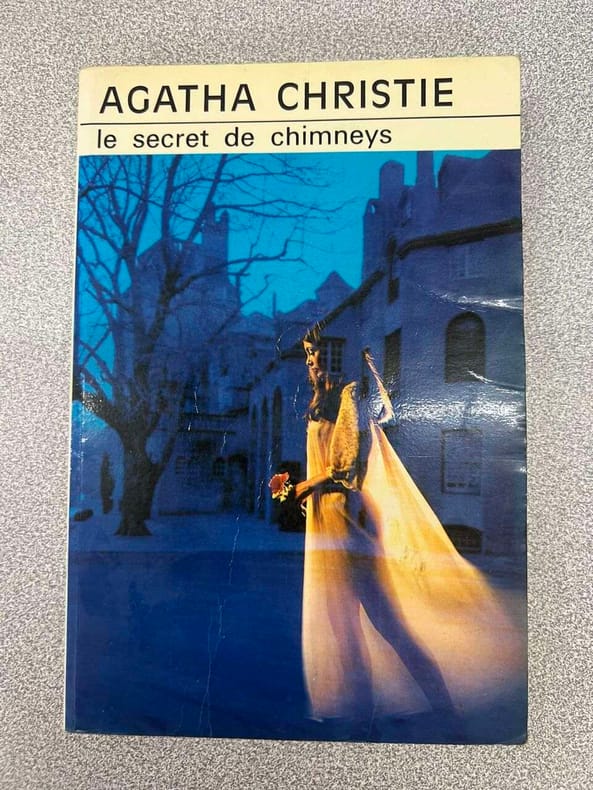 AGATHA CHRISTIE
le secret de chimneys